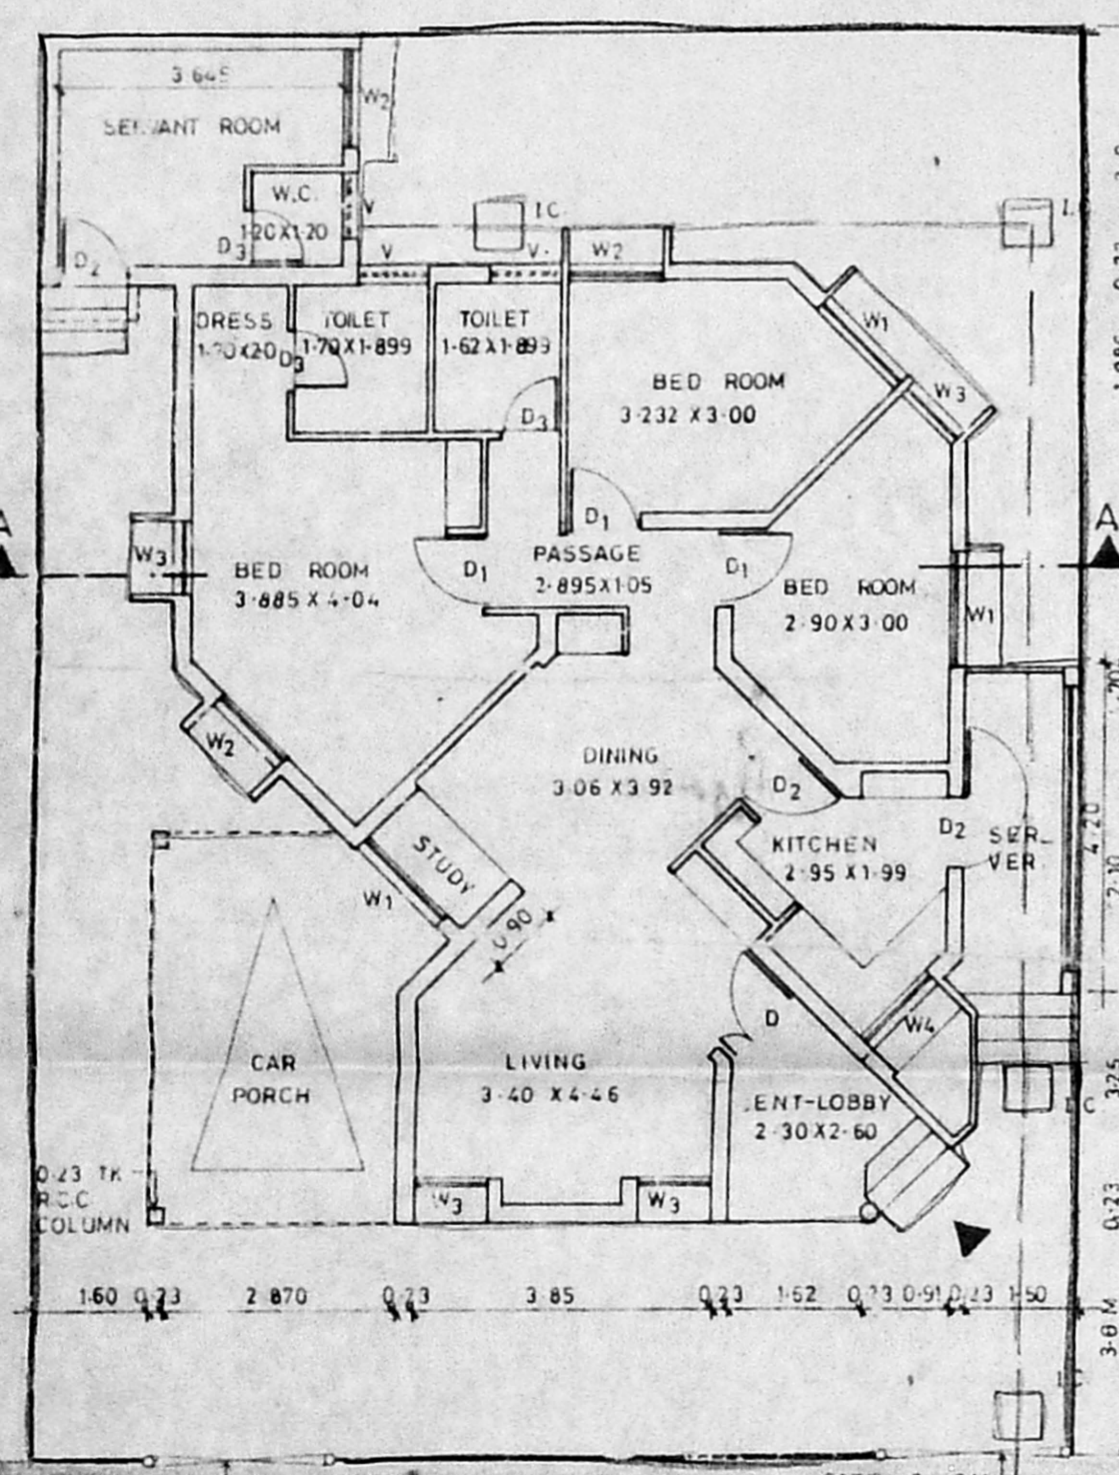 3·645
W2
SERVANT ROOM
W.C.
1·20X1·20
V
I.C.
D2
D3
V
V
W2
DRESS
TOILET
1·70X1·899
TOILET
1·62X1·899
D3
D3
W1
W3
BED ROOM
3·232 X 3·00
A
A
W3
BED ROOM
3·885 X 4·04
D1
PASSAGE
2·895X1·05
D1
D1
BED ROOM
2·90 X 3·00
W1
W2
DINING
3·06 X 3·92
D2
KITCHEN
2·95 X 1·99
D2
SER-
VER
4·20
2·10
STUDY
W1
0·90
D
W4
CAR
PORCH
LIVING
3·40 X 4·46
ENT-LOBBY
2·30X2·60
I.C
3·25
0·23 TK
R.C.C
COLUMN
W3
W3
0·23
1·60 0·23 2·870 0·23 3·85 0·23 1·62 0·23 0·91 0·23 1·50